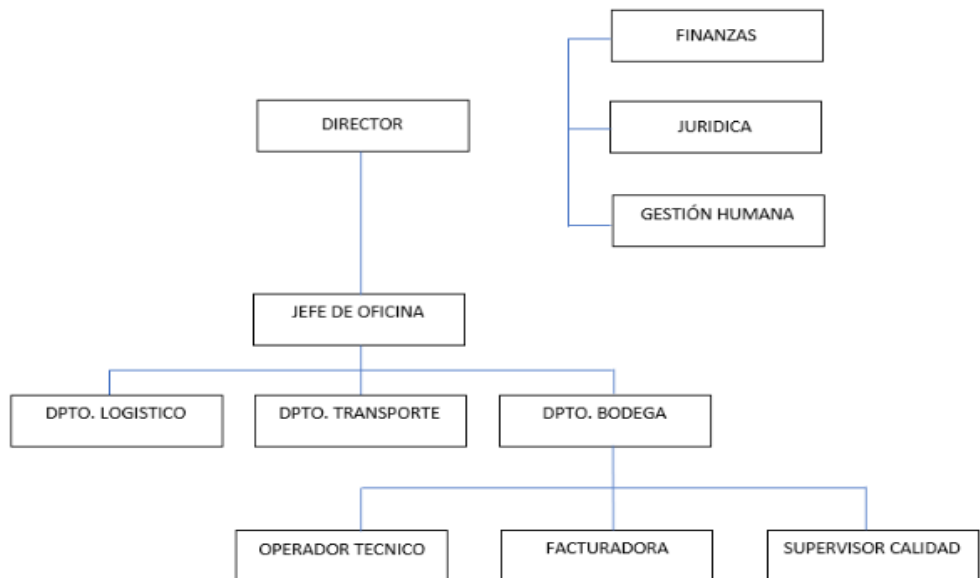 FINANZAS
DIRECTOR
JURIDICA
GESTIÓN HUMANA
JEFE DE OFICINA
DPTO. LOGISTICO
DPTO. TRANSPORTE
DPTO. BODEGA
OPERADOR TECNICO
FACTURADORA
SUPERVISOR CALIDAD